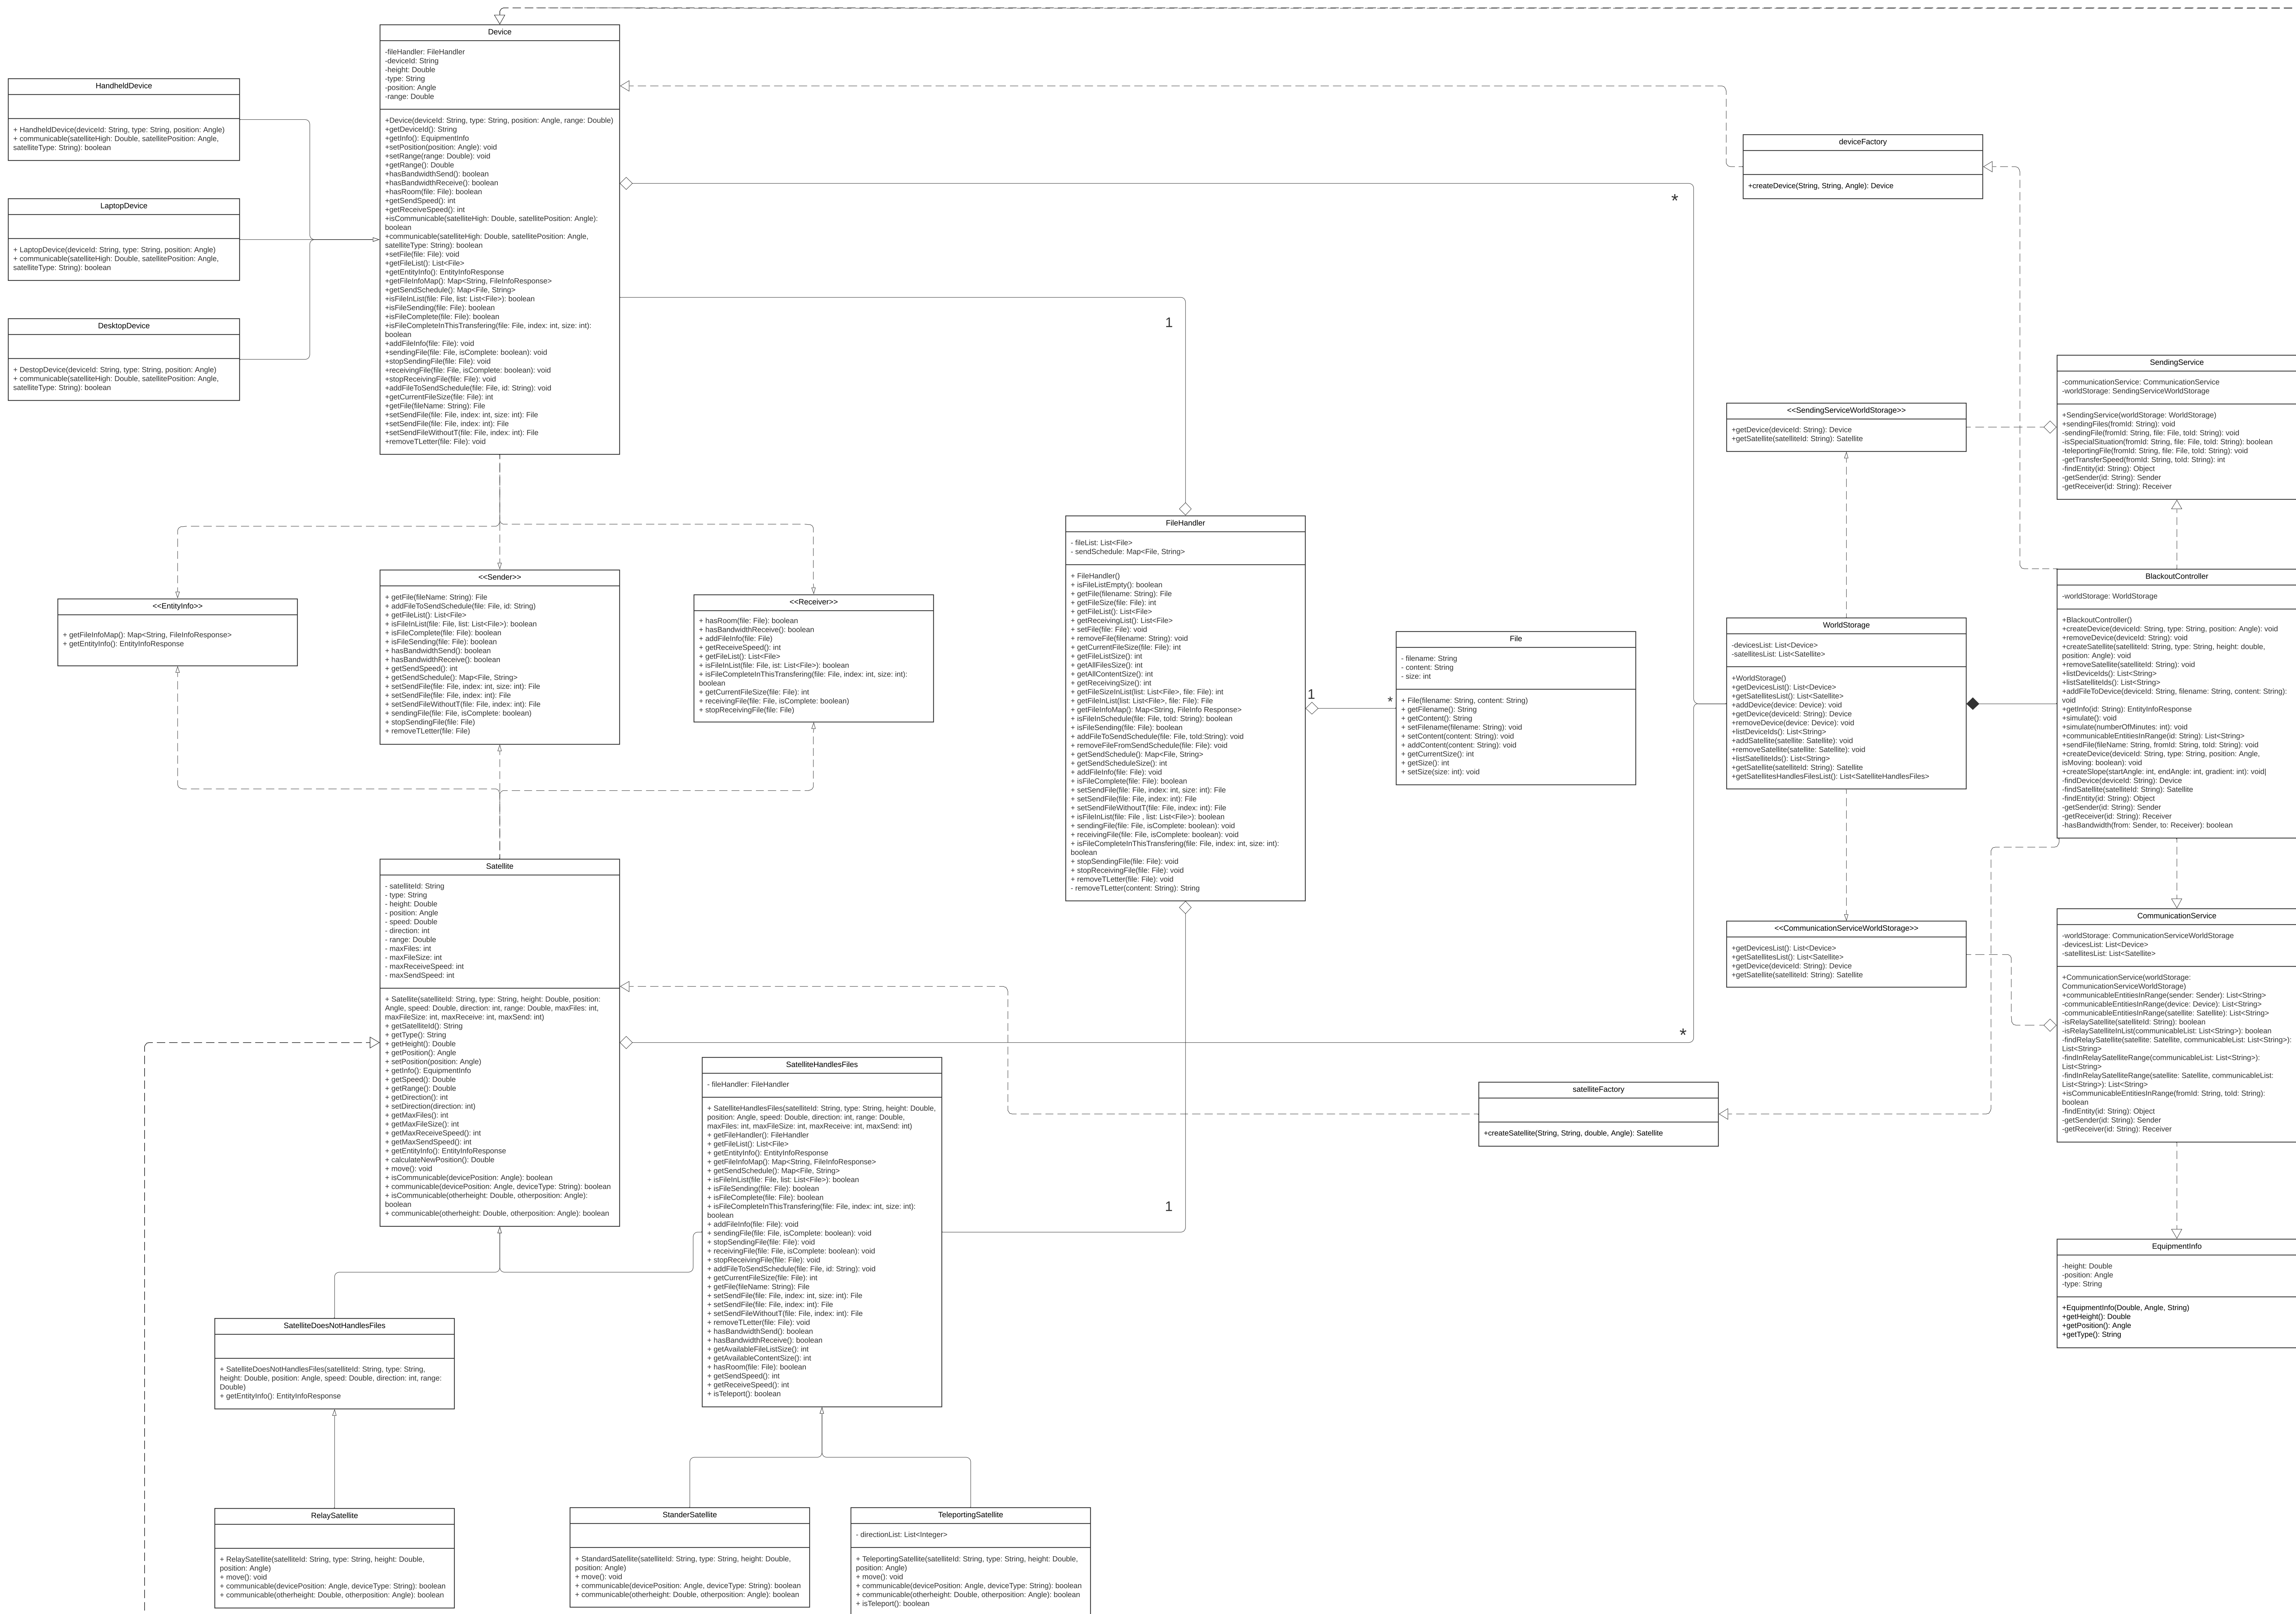 Device
-fileHandler: FileHandler
-deviceId: String
-height: Double
-type: String
-position: Angle
-range: Double
+Device(deviceId: String, type: String, position: Angle, range: Double)
+getDeviceId(): String
+getInfo(): EquipmentInfo
+setPosition(position: Angle): void
+setRange(range: Double): void
+getRange(): Double
+hasBandwidthSend(): boolean
+hasBandwidthReceive(): boolean
+hasRoom(file: File): boolean
+getSendSpeed(): int
+getReceiveSpeed(): int
+isCommunicable(satelliteHigh: Double, satellitePosition: Angle):
boolean
+communicable(satelliteHigh: Double, satellitePosition: Angle,
satelliteType: String): boolean
+setFile(file: File): void
+getFileList(): List<File>
+getEntityInfo(): EntityInfoResponse
+getFileInfoMap(): Map<String, FileInfoResponse>
+getSendSchedule(): Map<File, String>
+isFileInList(file: File, list: List<File>): boolean
+isFileSending(file: File): boolean
+isFileComplete(file: File): boolean
+isFileCompleteInThisTransfering(file: File, index: int, size: int):
boolean
+addFileInfo(file: File): void
+sendingFile(file: File, isComplete: boolean): void
+stopSendingFile(file: File): void
+receivingFile(file: File, isComplete: boolean): void
+stopReceivingFile(file: File): void
+addFileToSendSchedule(file: File, id: String): void
+getCurrentFileSize(file: File): int
+getFile(fileName: String): File
+setSendFile(file: File, index: int, size: int): File
+setSendFile(file: File, index: int): File
+setSendFileWithoutT(file: File, index: int): File
+removeTLetter(file: File): void
HandheldDevice
+ HandheldDevice(deviceId: String, type: String, position: Angle)
+ communicable(satelliteHigh: Double, satellitePosition: Angle,
satelliteType: String): boolean
LaptopDevice
+ LaptopDevice(deviceId: String, type: String, position: Angle)
+ communicable(satelliteHigh: Double, satellitePosition: Angle,
satelliteType: String): boolean
DesktopDevice
+ DestopDevice(deviceId: String, type: String, position: Angle)
+ communicable(satelliteHigh: Double, satellitePosition: Angle,
satelliteType: String): boolean
deviceFactory
+createDevice(String, String, Angle): Device
*
1
SendingService
-communicationService: CommunicationService
-worldStorage: SendingServiceWorldStorage
+SendingService(worldStorage: WorldStorage)
+sendingFiles(fromId: String): void
-sendingFile(fromId: String, file: File, toId: String): void
-isSpecialSituation(fromId: String, file: File, toId: String): boolean
-teleportingFile(fromId: String, file: File, toId: String): void
-getTransferSpeed(fromId: String, toId: String): int
-findEntity(id: String): Object
-getSender(id: String): Sender
-getReceiver(id: String): Receiver
<<SendingServiceWorldStorage>>
+getDevice(deviceId: String): Device
+getSatellite(satelliteId: String): Satellite
<<EntityInfo>>
+ getFileInfoMap(): Map<String, FileInfoResponse>
+ getEntityInfo(): EntityInfoResponse
<<Sender>>
+ getFile(fileName: String): File
+ addFileToSendSchedule(file: File, id: String)
+ getFileList(): List<File>
+ isFileInList(file: File, list: List<File>): boolean
+ isFileComplete(file: File): boolean
+ isFileSending(file: File): boolean
+ hasBandwidthSend(): boolean
+ hasBandwidthReceive(): boolean
+ getSendSpeed(): int
+ getSendSchedule(): Map<File, String>
+ setSendFile(file: File, index: int, size: int): File
+ setSendFile(file: File, index: int): File
+ setSendFileWithoutT(file: File, index: int): File
+ sendingFile(file: File, isComplete: boolean)
+ stopSendingFile(file: File)
+ removeTLetter(file: File)
<<Receiver>>
+ hasRoom(file: File): boolean
+ hasBandwidthReceive(): boolean
+ addFileInfo(file: File)
+ getReceiveSpeed(): int
+ getFileList(): List<File>
+ isFileInList(file: File, ist: List<File>): boolean
+ isFileCompleteInThisTransfering(file: File, index: int, size: int):
boolean
+ getCurrentFileSize(file: File): int
+ receivingFile(file: File, isComplete: boolean)
+ stopReceivingFile(file: File)
FileHandler
- fileList: List<File>
- sendSchedule: Map<File, String>
+ FileHandler()
+ isFileListEmpty(): boolean
+ getFile(filename: String): File
+ getFileSize(file: File): int
+ getFileList(): List<File>
+ getReceivingList(): List<File>
+ setFile(file: File): void
+ removeFile(filename: String): void
+ getCurrentFileSize(file: File): int
+ getFileListSize(): int
+ getAllFilesSize(): int
+ getAllContentSize(): int
+ getReceivingSize(): int
+ getFileSizeInList(list: List<File>, file: File): int
+ getFileInList(list: List<File>, file: File): File
+ getFileInfoMap(): Map<String, FileInfo Response>
+ isFileInSchedule(file: File, toId: String): boolean
+ isFileSending(file: File): boolean
+ addFileToSendSchedule(file: File, toId:String): void
+ removeFileFromSendSchedule(file: File): void
+ getSendSchedule(): Map<File, String>
+ getSendScheduleSize(): int
+ addFileInfo(file: File): void
+ isFileComplete(file: File): boolean
+ setSendFile(file: File, index: int, size: int): File
+ setSendFile(file: File, index: int): File
+ setSendFileWithoutT(file: File, index: int): File
+ isFileInList(file: File , list: List<File>): boolean
+ sendingFile(file: File, isComplete: boolean): void
+ receivingFile(file: File, isComplete: boolean): void
+ isFileCompleteInThisTransfering(file: File, index: int, size: int):
boolean
+ stopSendingFile(file: File): void
+ stopReceivingFile(file: File): void
+ removeTLetter(file: File): void
- removeTLetter(content: String): String
1
*
File
- filename: String
- content: String
- size: int
+ File(filename: String, content: String)
+ getFilename(): String
+ getContent(): String
+ setFilename(filename: String): void
+ setContent(content: String): void
+ addContent(content: String): void
+ getCurrentSize(): int
+ getSize(): int
+ setSize(size: int): void
WorldStorage
-devicesList: List<Device>
-satellitesList: List<Satellite>
+WorldStorage()
+getDevicesList(): List<Device>
+getSatellitesList(): List<Satellite>
+addDevice(device: Device): void
+getDevice(deviceId: String): Device
+removeDevice(device: Device): void
+listDeviceIds(): List<String>
+addSatellite(satellite: Satellite): void
+removeSatellite(satellite: Satellite): void
+listSatelliteIds(): List<String>
+getSatellite(satelliteId: String): Satellite
+getSatellitesHandlesFilesList(): List<SatelliteHandlesFiles>
BlackoutController
-worldStorage: WorldStorage
+BlackoutController()
+createDevice(deviceId: String, type: String, position: Angle): void
+removeDevice(deviceId: String): void
+createSatellite(satelliteId: String, type: String, height: double,
position: Angle): void
+removeSatellite(satelliteId: String): void
+listDeviceIds(): List<String>
+listSatelliteIds(): List<String>
+addFileToDevice(deviceId: String, filename: String, content: String):
void
+getInfo(id: String): EntityInfoResponse
+simulate(): void
+simulate(numberOfMinutes: int): void
+communicableEntitiesInRange(id: String): List<String>
+sendFile(fileName: String, fromId: String, toId: String): void
+createDevice(deviceId: String, type: String, position: Angle,
isMoving: boolean): void
+createSlope(startAngle: int, endAngle: int, gradient: int): void|
-findDevice(deviceId: String): Device
-findSatellite(satelliteId: String): Satellite
-findEntity(id: String): Object
-getSender(id: String): Sender
-getReceiver(id: String): Receiver
-hasBandwidth(from: Sender, to: Receiver): boolean
Satellite
- satelliteId: String
- type: String
- height: Double
- position: Angle
- speed: Double
- direction: int
- range: Double
- maxFiles: int
- maxFileSize: int
- maxReceiveSpeed: int
- maxSendSpeed: int
+ Satellite(satelliteId: String, type: String, height: Double, position:
Angle, speed: Double, direction: int, range: Double, maxFiles: int,
maxFileSize: int, maxReceive: int, maxSend: int)
+ getSatelliteId(): String
+ getType(): String
+ getHeight(): Double
+ getPosition(): Angle
+ setPosition(position: Angle)
+ getInfo(): EquipmentInfo
+ getSpeed(): Double
+ getRange(): Double
+ getDirection(): int
+ setDirection(direction: int)
+ getMaxFiles(): int
+ getMaxFileSize(): int
+ getMaxReceiveSpeed(): int
+ getMaxSendSpeed(): int
+ getEntityInfo(): EntityInfoResponse
+ calculateNewPosition(): Double
+ move(): void
+ isCommunicable(devicePosition: Angle): boolean
+ communicable(devicePosition: Angle, deviceType: String): boolean
+ isCommunicable(otherheight: Double, otherposition: Angle):
boolean
+ communicable(otherheight: Double, otherposition: Angle): boolean
<<CommunicationServiceWorldStorage>>
+getDevicesList(): List<Device>
+getSatellitesList(): List<Satellite>
+getDevice(deviceId: String): Device
+getSatellite(satelliteId: String): Satellite
CommunicationService
-worldStorage: CommunicationServiceWorldStorage
-devicesList: List<Device>
-satellitesList: List<Satellite>
+CommunicationService(worldStorage:
CommunicationServiceWorldStorage)
+communicableEntitiesInRange(sender: Sender): List<String>
-communicableEntitiesInRange(device: Device): List<String>
-communicableEntitiesInRange(satellite: Satellite): List<String>
-isRelaySatellite(satelliteId: String): boolean
-isRelaySatelliteInList(communicableList: List<String>): boolean
-findRelaySatellite(satellite: Satellite, communicableList: List<String>):
List<String>
-findInRelaySatelliteRange(communicableList: List<String>):
List<String>
-findInRelaySatelliteRange(satellite: Satellite, communicableList:
List<String>): List<String>
+isCommunicableEntitiesInRange(fromId: String, toId: String):
boolean
-findEntity(id: String): Object
-getSender(id: String): Sender
-getReceiver(id: String): Receiver
*
1
SatelliteHandlesFiles
- fileHandler: FileHandler
+ SatelliteHandlesFiles(satelliteId: String, type: String, height: Double,
position: Angle, speed: Double, direction: int, range: Double,
maxFiles: int, maxFileSize: int, maxReceive: int, maxSend: int)
+ getFileHandler(): FileHandler
+ getFileList(): List<File>
+ getEntityInfo(): EntityInfoResponse
+ getFileInfoMap(): Map<String, FileInfoResponse>
+ getSendSchedule(): Map<File, String>
+ isFileInList(file: File, list: List<File>): boolean
+ isFileSending(file: File): boolean
+ isFileComplete(file: File): boolean
+ isFileCompleteInThisTransfering(file: File, index: int, size: int):
boolean
+ addFileInfo(file: File): void
+ sendingFile(file: File, isComplete: boolean): void
+ stopSendingFile(file: File): void
+ receivingFile(file: File, isComplete: boolean): void
+ stopReceivingFile(file: File): void
+ addFileToSendSchedule(file: File, id: String): void
+ getCurrentFileSize(file: File): int
+ getFile(fileName: String): File
+ setSendFile(file: File, index: int, size: int): File
+ setSendFile(file: File, index: int): File
+ setSendFileWithoutT(file: File, index: int): File
+ removeTLetter(file: File): void
+ hasBandwidthSend(): boolean
+ hasBandwidthReceive(): boolean
+ getAvailableFileListSize(): int
+ getAvailableContentSize(): int
+ hasRoom(file: File): boolean
+ getSendSpeed(): int
+ getReceiveSpeed(): int
+ isTeleport(): boolean
satelliteFactory
+createSatellite(String, String, double, Angle): Satellite
EquipmentInfo
-height: Double
-position: Angle
-type: String
+EquipmentInfo(Double, Angle, String)
+getHeight(): Double
+getPosition(): Angle
+getType(): String
SatelliteDoesNotHandlesFiles
+ SatelliteDoesNotHandlesFiles(satelliteId: String, type: String,
height: Double, position: Angle, speed: Double, direction: int, range:
Double)
+ getEntityInfo(): EntityInfoResponse
RelaySatellite
+ RelaySatellite(satelliteId: String, type: String, height: Double,
position: Angle)
+ move(): void
+ communicable(devicePosition: Angle, deviceType: String): boolean
+ communicable(otherheight: Double, otherposition: Angle): boolean
StanderSatellite
+ StandardSatellite(satelliteId: String, type: String, height: Double,
position: Angle)
+ move(): void
+ communicable(devicePosition: Angle, deviceType: String): boolean
+ communicable(otherheight: Double, otherposition: Angle): boolean
TeleportingSatellite
- directionList: List<Integer>
+ TeleportingSatellite(satelliteId: String, type: String, height: Double,
position: Angle)
+ move(): void
+ communicable(devicePosition: Angle, deviceType: String): boolean
+ communicable(otherheight: Double, otherposition: Angle): boolean
+ isTeleport(): boolean